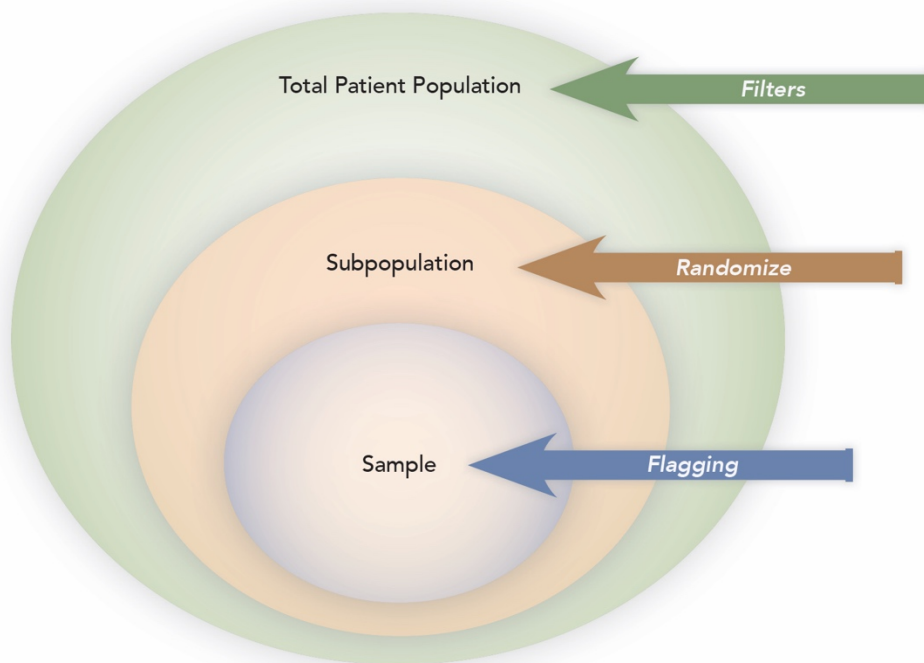 Total Patient Population
Filters
Subpopulation
Randomize
Sample
Flagging